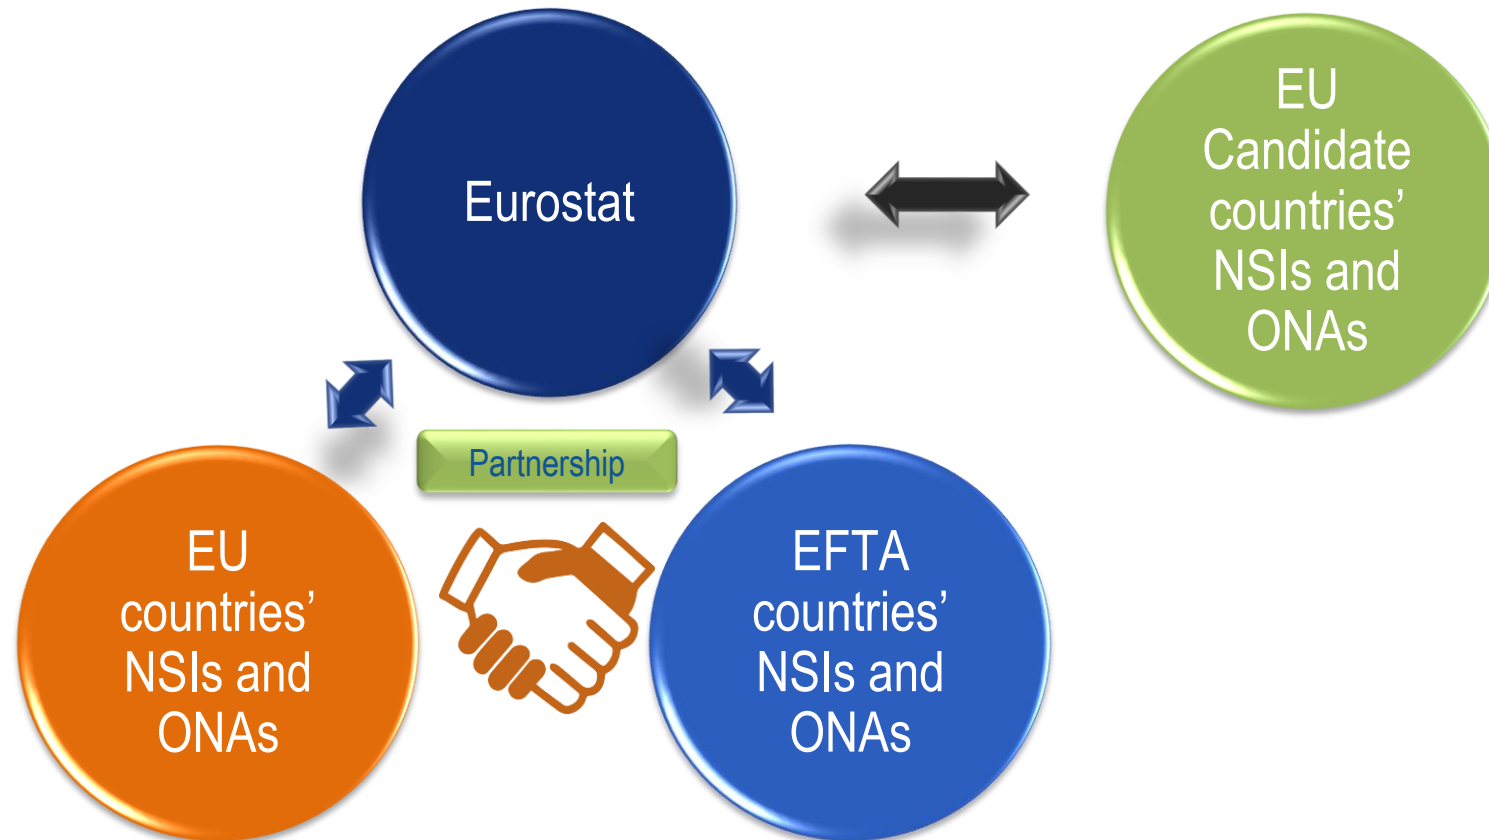 Eurostat
EU
Candidate
countries’
NSIs and
ONAs
Partnership
EU
countries’
NSIs and
ONAs
EFTA
countries’
NSIs and
ONAs